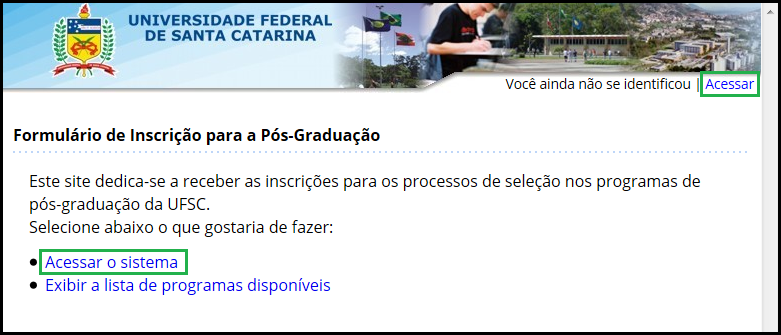 UNIVERSIDADE FEDERAL
DE SANTA CATARINA
Você ainda não se identificou | Acessar
Formulário de Inscrição para a Pós-Graduação
Este site dedica-se a receber as inscrições para os processos de seleção nos programas de
pós-graduação da UFSC.
Selecione abaixo o que gostaria de fazer:
• Acessar o sistema
• Exibir a lista de programas disponíveis